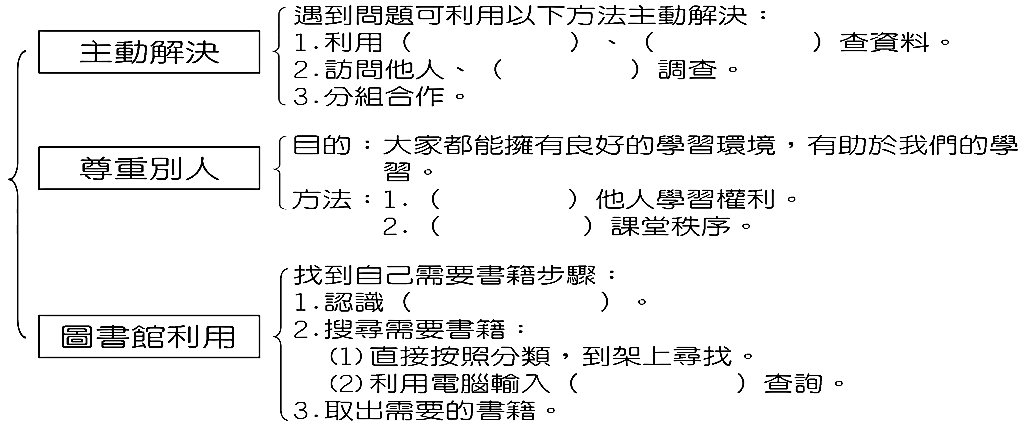 主動解決
遇到問題可利用以下方法主動解決：
1.利用（　　　　　）、（　　　　　）查資料。
2.訪問他人、（　　　　）調查。
3.分組合作。
尊重別人
目的：大家都能擁有良好的學習環境，有助於我們的學
習。
方法：1.（　　　　）他人學習權利。
2.（　　　　）課堂秩序。
圖書館利用
找到自己需要書籍步驟：
1.認識（　　　　　　）。
2.搜尋需要書籍：
(1)直接按照分類，到架上尋找。
(2)利用電腦輸入（　　　　　）查詢。
3.取出需要的書籍。